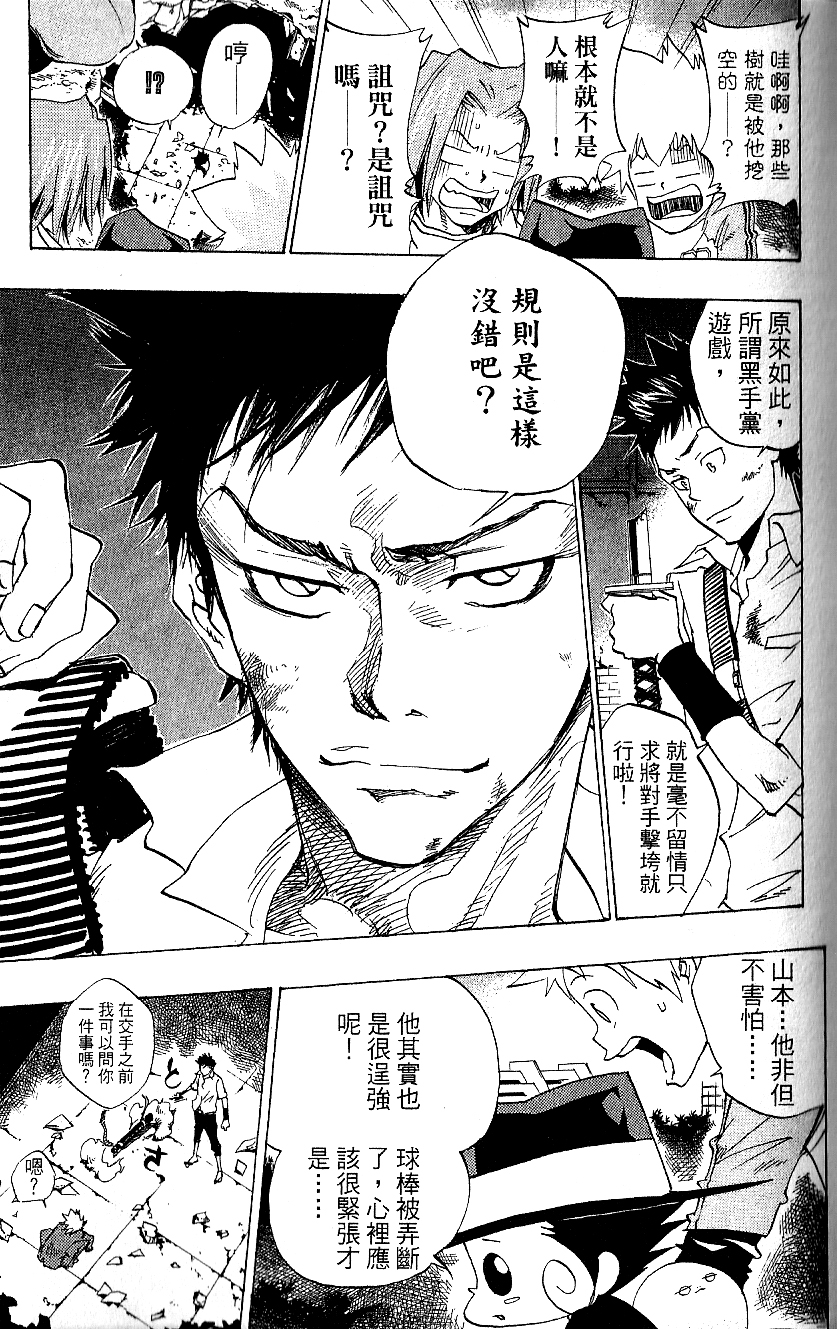 哇啊啊，那些
樹就是被他挖
空的——？
根本就不是
人嘛——！
詛咒？是詛咒
嗎——？
哼——
!?
原來如此，
所謂黑手黨
遊戲，
就是毫不留情只
求將對手擊垮就
行啦！
規則是這樣
沒錯吧？
山本…他非但
不害怕……
他其實也
是很逞強
呢！
球棒被弄斷
了，心裡應
該很緊張才
是……
在交手之前
我可以問你
一件事嗎？
嗯？